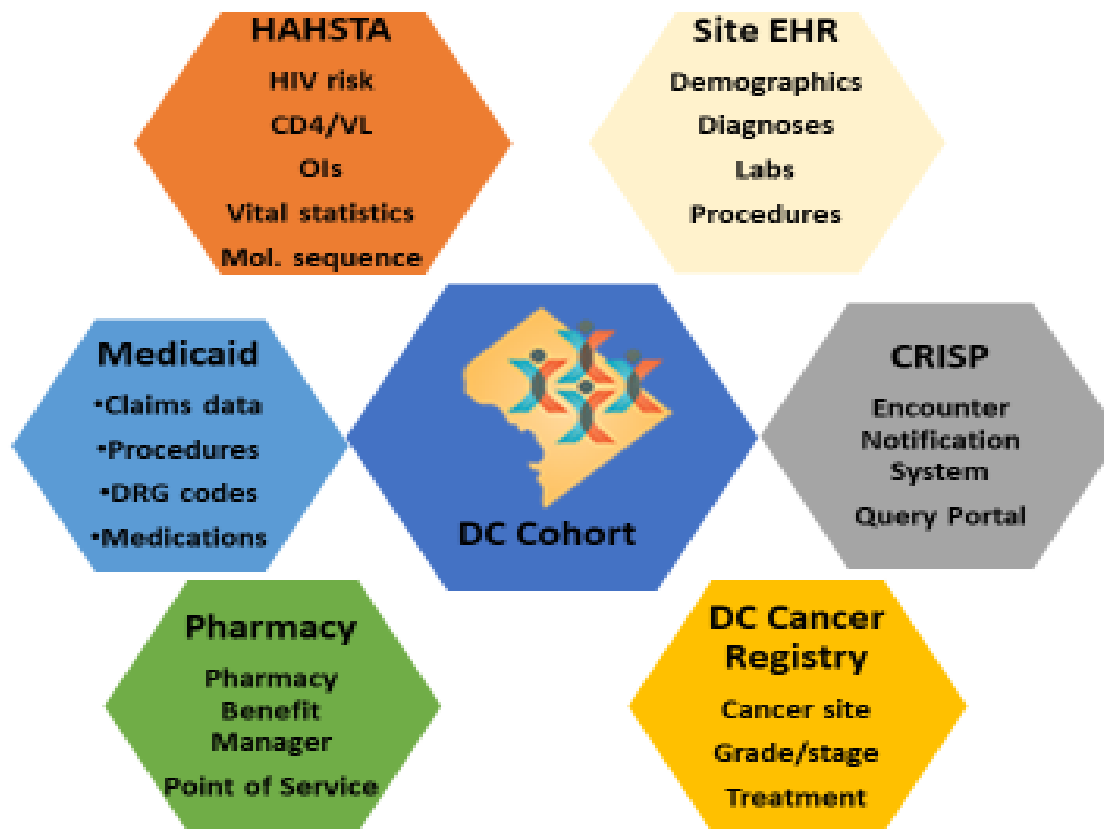 HAHSTA
HIV risk
CD4/VL
OIs
Vital statistics
Mol. sequence
Site EHR
Demographics
Diagnoses
Labs
Procedures
Medicaid
•Claims data
•Procedures
•DRG codes
•Medications
DC Cohort
CRISP
Encounter
Notification
System
Query Portal
Pharmacy
Pharmacy
Benefit
Manager
Point of Service
DC Cancer
Registry
Cancer site
Grade/stage
Treatment